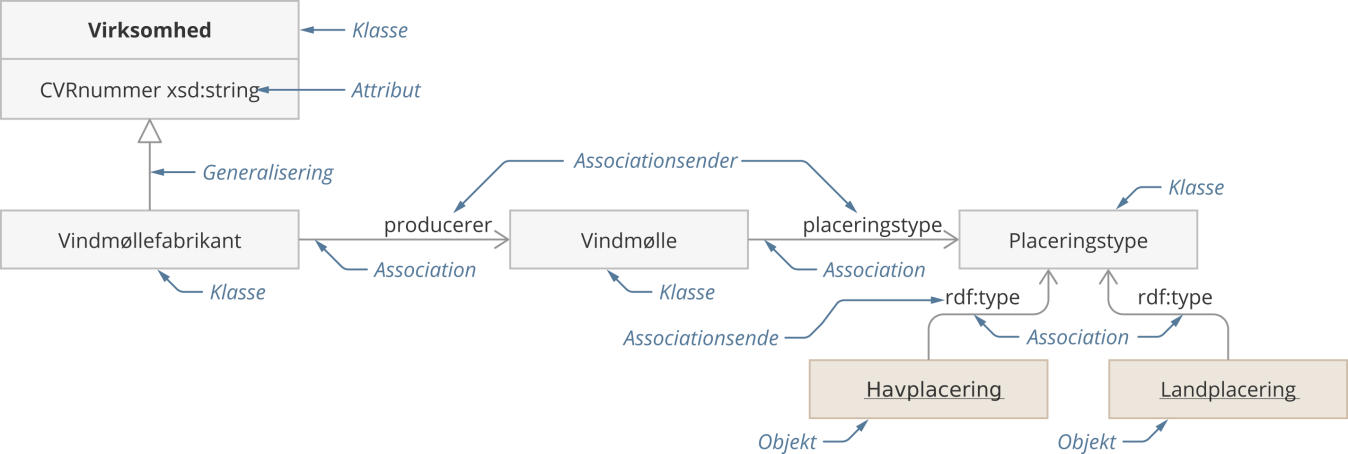 Virksomhed
Klasse
CVRnummer xsd:string
Attribut
Associationsender
Generalisering
Klasse
producerer
placeringstype
Vindmøllefabrikant
Vindmølle
Placeringstype
Association
Association
Klasse
Klasse
rdf:type
rdf:type
Associationsende
Association
Havplacering
Landplacering
Objekt
Objekt